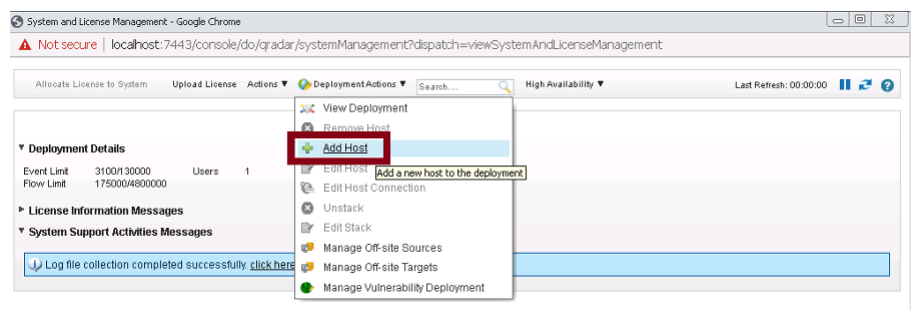 System and License Management - Google Chrome
Not secure | localhost:7443/console/do/qradar/systemManagement?dispatch=viewSystemAndLicenseManagement
Allocate License to System Upload License Actions ▼ Deployment Actions ▼ Search.... High Availability ▼ Last Refresh: 00:00:00
View Deployment
Remove Host
Add Host
Edit Host
Add a new host to the deployment
Edit Host Connection
Unstack
Edit Stack
Manage Off-site Sources
Manage Off-site Targets
Manage Vulnerability Deployment
▼ Deployment Details
Event Limit 3100/130000 Users 1
Flow Limit 175000/4800000
► License Information Messages
▼ System Support Activities Messages
Log file collection completed successfully. click here